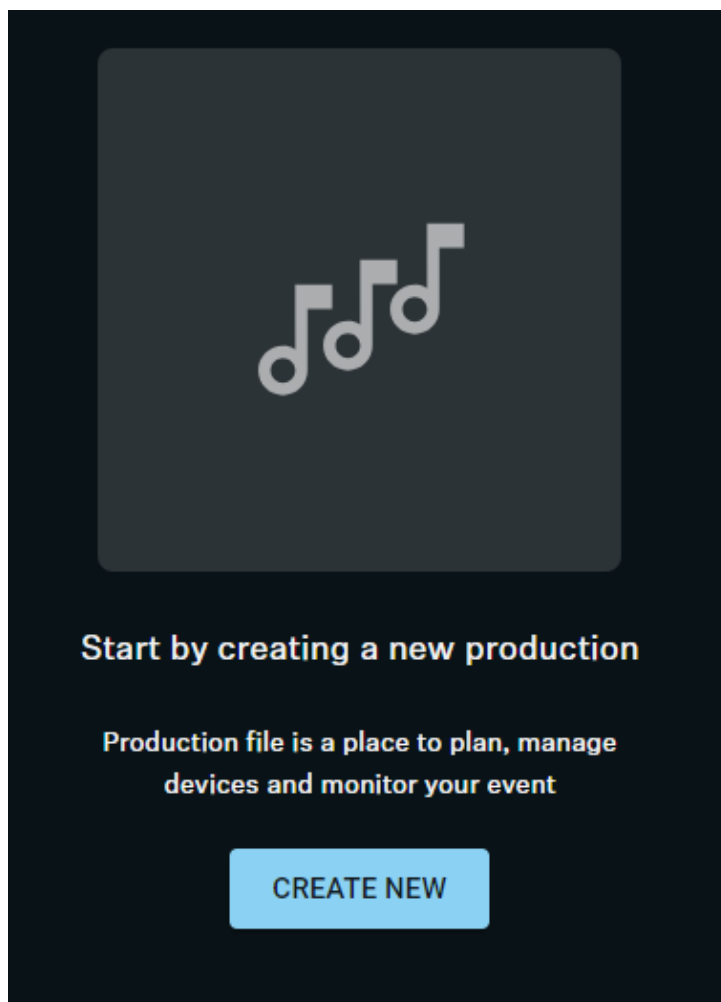 Start by creating a new production
Production file is a place to plan, manage
devices and monitor your event
CREATE NEW